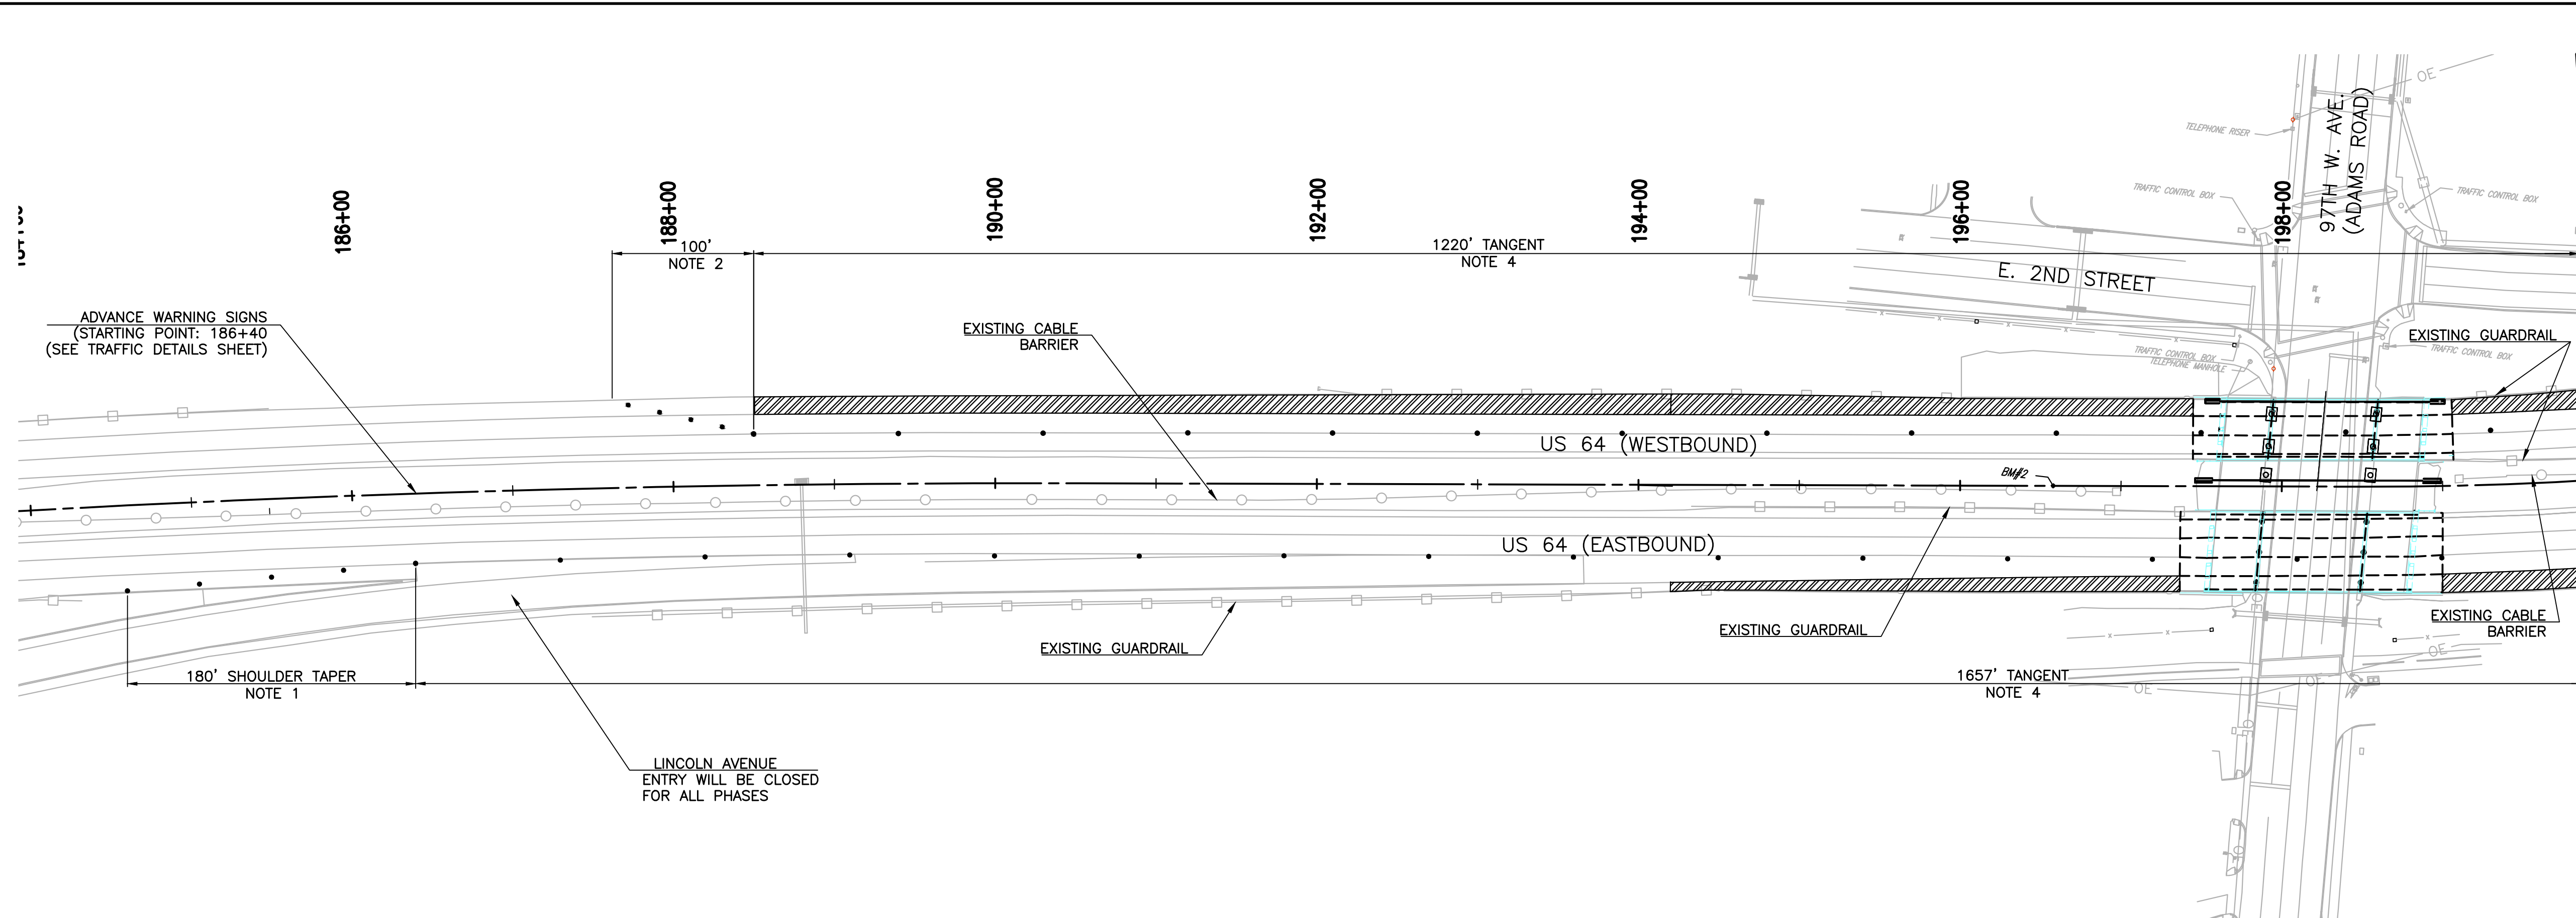 186+00
188+00
190+00
192+00
194+00
196+00
198+00
97TH W. AVE.
(ADAMS ROAD)
OE
TELEPHONE RISER
TRAFFIC CONTROL BOX
TRAFFIC CONTROL BOX
100'
NOTE 2
1220' TANGENT
NOTE 4
E. 2ND STREET
ADVANCE WARNING SIGNS
(STARTING POINT: 186+40
(SEE TRAFFIC DETAILS SHEET)
EXISTING CABLE
BARRIER
EXISTING GUARDRAIL
TRAFFIC CONTROL BOX
TELEPHONE MANHOLE
TRAFFIC CONTROL BOX
US 64 (WESTBOUND)
BM#2
US 64 (EASTBOUND)
EXISTING GUARDRAIL
EXISTING GUARDRAIL
EXISTING CABLE
BARRIER
OE
180' SHOULDER TAPER
NOTE 1
1657' TANGENT
NOTE 4
OE
OE
LINCOLN AVENUE
ENTRY WILL BE CLOSED
FOR ALL PHASES